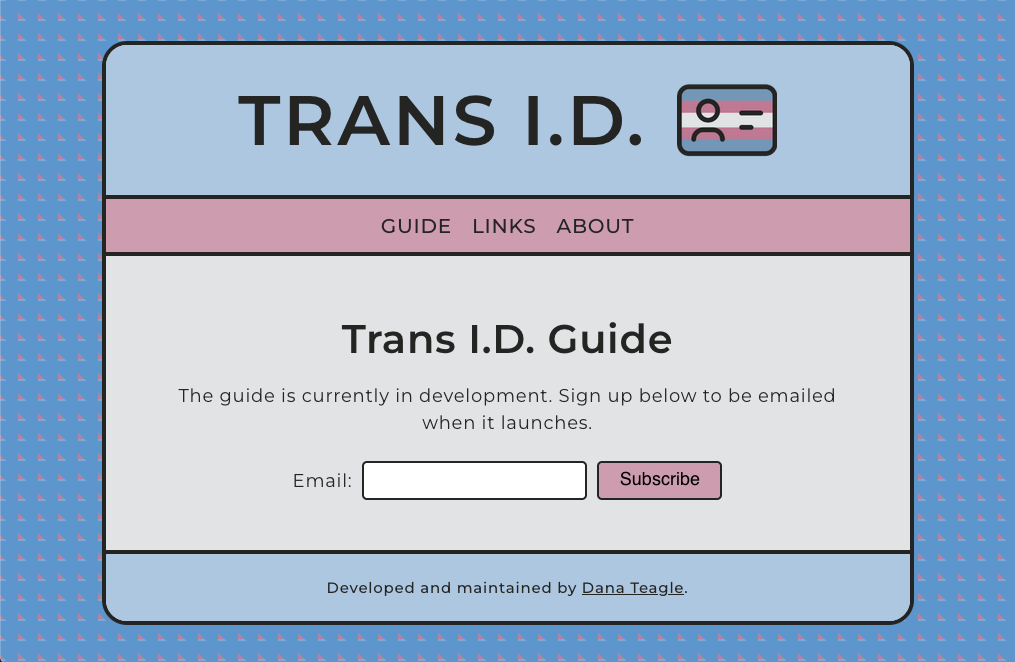 TRANS I.D.
GUIDE LINKS ABOUT
Trans I.D. Guide
The guide is currently in development. Sign up below to be emailed
when it launches.
Email: Subscribe
Developed and maintained by Dana Teagle.